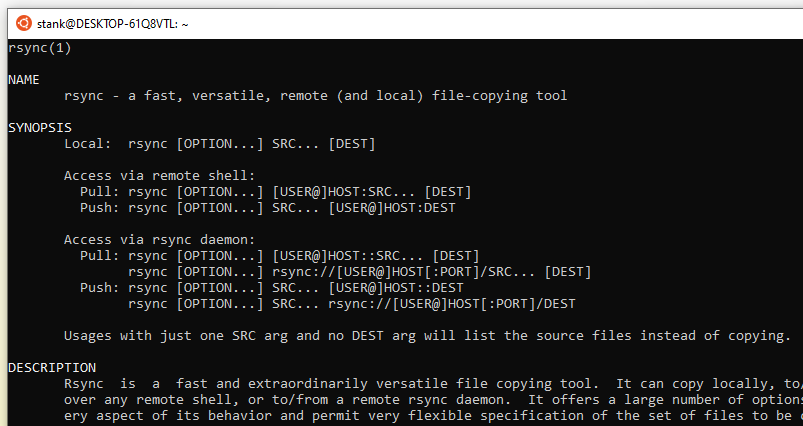 stank@DESKTOP-61Q8VTL: ~
rsync(1)
NAME
rsync - a fast, versatile, remote (and local) file-copying tool
SYNOPSIS
Local:  rsync [OPTION...] SRC... [DEST]
Access via remote shell:
Pull: rsync [OPTION...] [USER@]HOST:SRC... [DEST]
Push: rsync [OPTION...] SRC... [USER@]HOST:DEST
Access via rsync daemon:
Pull: rsync [OPTION...] [USER@]HOST::SRC... [DEST]
rsync [OPTION...] rsync://[USER@]HOST[:PORT]/SRC... [DEST]
Push: rsync [OPTION...] SRC... [USER@]HOST::DEST
rsync [OPTION...] SRC... rsync://[USER@]HOST[:PORT]/DEST
Usages with just one SRC arg and no DEST arg will list the source files instead of copying.
DESCRIPTION
Rsync  is  a  fast and extraordinarily versatile file copying tool.  It can copy locally, to/
over any remote shell, or to/from a remote rsync daemon.  It offers a large number of options
ery aspect of its behavior and permit very flexible specification of the set of files to be